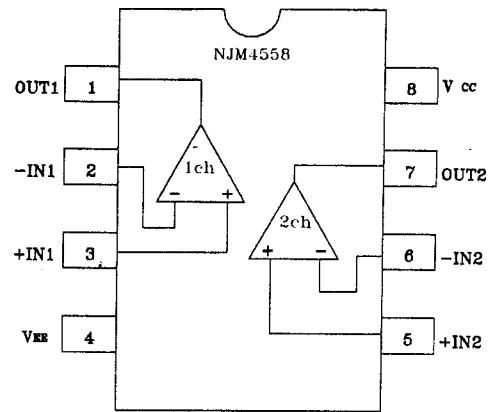 NJM4558
OUT1 1
8 V CC
-IN1 2
1ch
- +
7 OUT2
+IN1 3
2ch
+ -
6 -IN2
VEE 4
5 +IN2